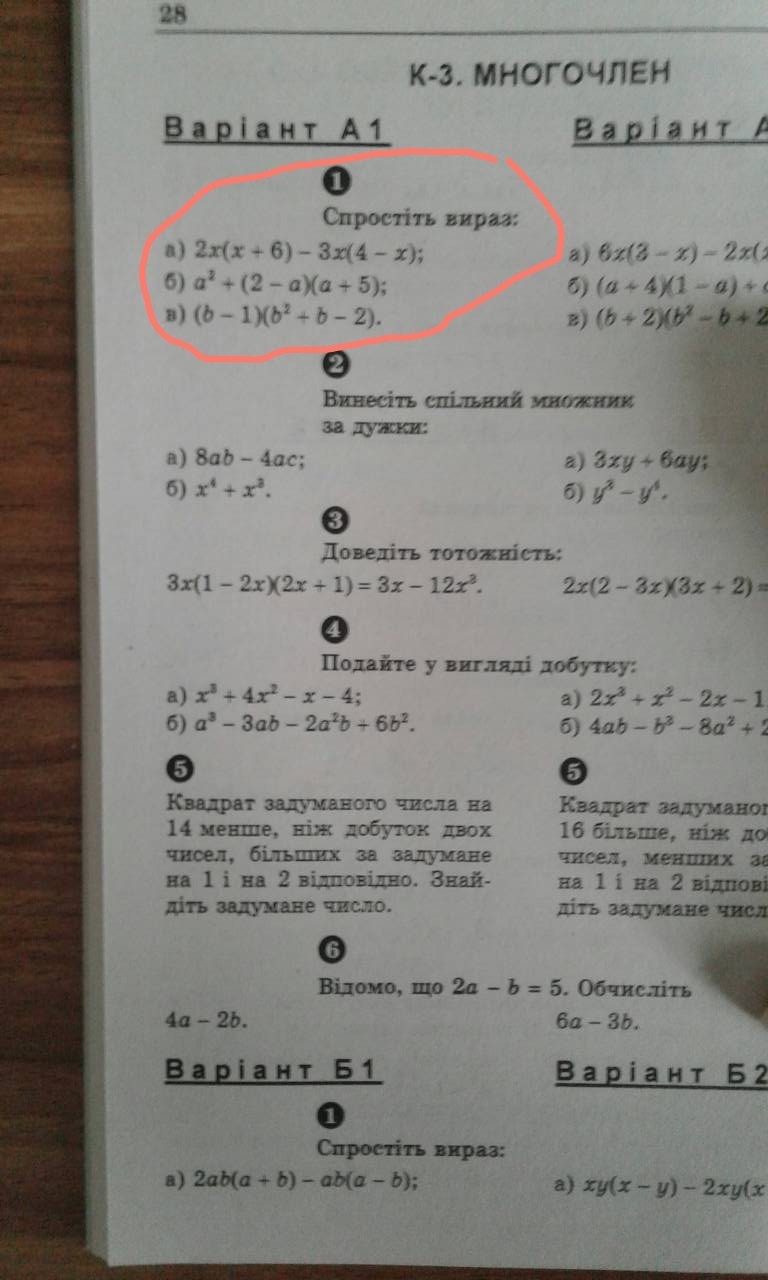 28
К-3. МНОГОЧЛЕН
Варіант А1
Варіант А
1
Спростіть вираз:
а) 2x(x + 6) – 3x(4 – x);
а) 6x(3 – x) – 2x(
б) a² + (2 – a)(a + 5);
б) (a + 4)(1 – a) +
в) (b – 1)(b² + b – 2).
в) (b + 2)(b² – b + 2
2
Винесіть спільний множник
за дужки:
а) 8ab – 4ac;
а) 3xy + 6ay;
б) x⁴ + x³.
б)
3
Доведіть тотожність:
3x(1 – 2x)(2x + 1) = 3x – 12x³.
2x(2 – 3x)(3x + 2) =
4
Подайте у вигляді добутку:
а) x³ + 4x² – x – 4;
а) 2x³ + x² – 2x – 1
б) a³ – 3ab – 2a²b + 6b².
б) 4ab – b³ – 8a² + 2
5
Квадрат задуманого числа на
14 менше, ніж добуток двох
чисел, більших за задумане
на 1 і на 2 відповідно. Знай-
діть задумане число.
5
Квадрат задуманог
16 більше, ніж до
чисел, менших за
на 1 і на 2 відпові
діть задумане числ
6
Відомо, що 2a – b = 5. Обчисліть
4a – 2b.
6a – 3b.
Варіант Б1
Варіант Б2
1
Спростіть вираз:
а) 2ab(a + b) – ab(a – b);
а) xy(x – y) – 2xy(x